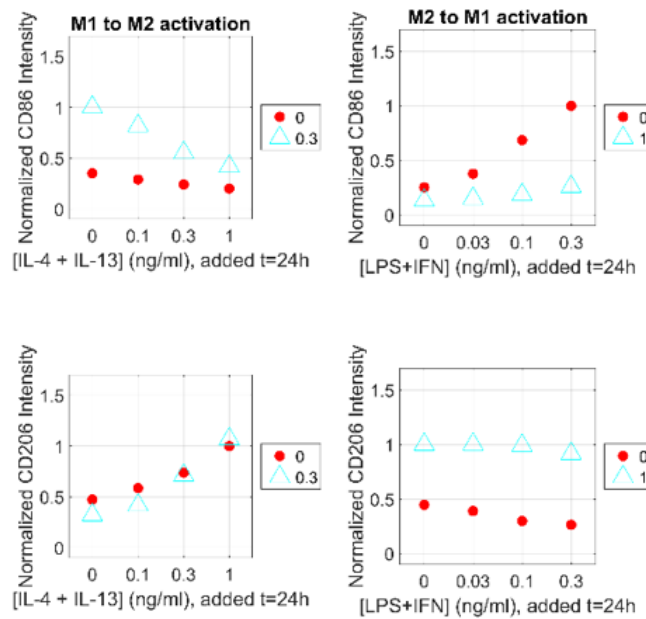 M1 to M2 activation
Normalized CD86 Intensity
1.5
1
0.5
0
0 0.1 0.3 1
[IL-4 + IL-13] (ng/ml), added t=24h
0
0.3
M2 to M1 activation
Normalized CD86 Intensity
1.5
1
0.5
0
0 0.03 0.1 0.3
[LPS+IFN] (ng/ml), added t=24h
0
1
Normalized CD206 Intensity
1.5
1
0.5
0
0 0.1 0.3 1
[IL-4 + IL-13] (ng/ml), added t=24h
0
0.3
Normalized CD206 Intensity
1.5
1
0.5
0
0 0.03 0.1 0.3
[LPS+IFN] (ng/ml), added t=24h
0
1